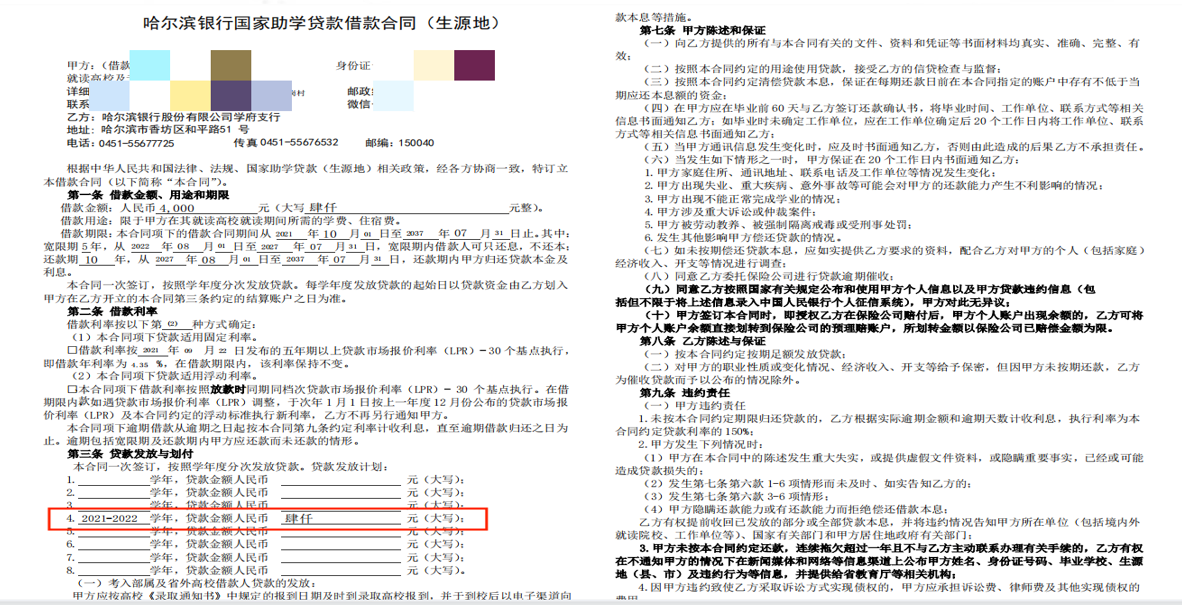 哈尔滨银行国家助学贷款借款合同（生源地）
甲方：（借款
身份证
就读高校及
详细
岗村
邮政
联系
微信
乙方：哈尔滨银行股份有限公司学府支行
地址：哈尔滨市香坊区和平路51 号
电话：0451-55677725 传真 0451-55676532 邮编：150040
根据中华人民共和国法律、法规、国家助学贷款（生源地）相关政策，经各方协商一致，特订立
本借款合同（以下简称“本合同”）。
第一条 借款金额、用途和期限
借款金额：人民币 4,000 元（大写 肆仟 元整）。
借款用途：限于甲方在其就读高校就读期间所需的学费、住宿费。
借款期限：本合同项下的借款合同期间从 2021 年 10 月 01 日至 2037 年 07 月 31 日止。其中：
宽限期 5 年，从 2022 年 08 月 01 日至 2027 年 07 月 31 日，宽限期内借款人可只还息，不还本；
还款期 10 年，从 2027 年 08 月 01 日至 2037 年 07 月 31 日，还款期内甲方归还贷款本金及
利息。
本合同一次签订，按照学年度分次发放贷款。每学年度发放贷款的起始日以贷款资金由乙方划入
甲方在乙方开立的本合同第三条约定的结算账户之日为准。
第二条 借款利率
借款利率按以下第 (2) 种方式确定：
（1）本合同项下贷款适用固定利率。
□借款利率按 2021 年 09 月 22 日发布的五年期以上贷款市场报价利率（LPR）－30 个基点执行，
即借款年利率为 4.35 %，在借款期限内，该利率保持不变。
（2）本合同项下贷款适用浮动利率。
□本合同项下借款利率按照放款时同期同档次贷款市场报价利率（LPR）－ 30 个基点执行。在借
款期限内如遇贷款市场报价利率（LPR）调整，于次年 1 月 1 日按上一年度 12 月份公布的贷款市场报
价利率（LPR）及本合同约定的浮动标准执行新利率，乙方不再另行通知甲方。
本合同项下逾期借款从逾期之日起按本合同第九条约定利率计收利息，直至逾期借款归还之日为
止。逾期包括宽限期及还款期内甲方应还款而未还款的情形。
第三条 贷款发放与划付
本合同一次签订，按照学年度分次发放贷款。贷款发放计划：
1. 学年，贷款金额人民币 元（大写）；
2. 学年，贷款金额人民币 元（大写）；
3. 学年，贷款金额人民币 元（大写）；
4. 2021-2022 学年，贷款金额人民币 肆仟 元（大写）；
5. 学年，贷款金额人民币 元（大写）；
6. 学年，贷款金额人民币 元（大写）；
7. 学年，贷款金额人民币 元（大写）；
8. 学年，贷款金额人民币 元（大写）。
（一）考入部属及省外高校借款人贷款的发放：
甲方应按高校《录取通知书》中规定的报到日期及时到录取高校报到，并于到校后以电子渠道向
款本息等措施。
第七条 甲方陈述和保证
（一）向乙方提供的所有与本合同有关的文件、资料和凭证等书面材料均真实、准确、完整、有
效；
（二）按照本合同约定的用途使用贷款，接受乙方的信贷检查与监督；
（三）按照本合同约定清偿贷款本息，保证在每期还款日前在本合同指定的账户中存有不低于当
期应还本息额的资金；
（四）在甲方应在毕业前 60 天与乙方签订还款确认书，将毕业时间、工作单位、联系方式等相关
信息书面通知乙方；如毕业时未确定工作单位，应在工作单位确定后 20 个工作日内将工作单位、联系
方式等相关信息书面通知乙方；
（五）当甲方通讯信息发生变化时，应及时书面通知乙方，否则由此造成的后果乙方不承担责任。
（六）当发生如下情形之一时，甲方保证在 20 个工作日内书面通知乙方：
1. 甲方家庭住所、通讯地址、联系电话及工作单位等情况发生变化；
2. 甲方出现失业、重大疾病、意外事故等可能会对甲方的还款能力产生不利影响的情况；
3. 甲方出现不能正常完成学业的情况；
4. 甲方涉及重大诉讼或仲裁案件；
5. 甲方被劳动教养、被强制隔离戒毒或受刑事处罚；
6. 发生其他影响甲方偿还贷款的情况。
（七）如未按期偿还贷款本息，应如实提供乙方要求的资料，配合乙方对甲方的个人（包括家庭）
经济收入、开支等情况进行调查；
（八）同意乙方委托保险公司进行贷款逾期催收；
（九）同意乙方按照国家有关规定公布和使用甲方个人信息以及甲方贷款违约信息（包
括但不限于将上述信息录入中国人民银行个人征信系统），甲方对此无异议；
（十）甲方签订本合同时，即授权乙方在保险公司赔付后，甲方个人账户出现余额的，乙方可将
甲方个人账户余额直接划转到保险公司的预理赔账户，所划转金额以保险公司已赔偿金额为限。
第八条 乙方陈述与保证
（一）按本合同约定按期足额发放贷款；
（二）对甲方的职业性质或变化情况、经济收入、开支等给予保密，但因甲方未按期还款，乙方
为催收贷款而予以公布的情况除外。
第九条 违约责任
（一）甲方违约责任
1. 未按本合同约定期限归还贷款的，乙方根据实际逾期金额和逾期天数计收利息，执行利率为本
合同约定贷款利率的 150%；
2. 甲方发生下列情况时：
（1）甲方在本合同中的陈述发生重大失实，或提供虚假文件资料，或隐瞒重要事实，已经或可能
造成贷款损失的；
（2）发生第七条第六款 1-6 项情形而未及时、如实告知乙方的；
（3）发生第七条第六款 3-6 项情形；
（4）甲方隐瞒还款能力或有还款能力而拒绝偿还借款本息；
乙方有权提前收回已发放的部分或全部贷款本息，并将违约情况告知甲方所在单位（包括境内外
就读院校、工作单位等）、国家有关部门和甲方居住地政府有关部门；
3. 甲方未按本合同约定还款，连续拖欠超过一年且不与乙方主动联系办理有关手续的，乙方有权
在不通知甲方的情况下在新闻媒体和网络等信息渠道上公布甲方姓名、身份证号码、毕业学校、生源
地（县、市）及违约行为等信息，并提供给省教育厅等相关机构；
4. 因甲方违约致使乙方采取诉讼方式实现债权的，甲方应承担诉讼费、律师费及其他实现债权的
费用